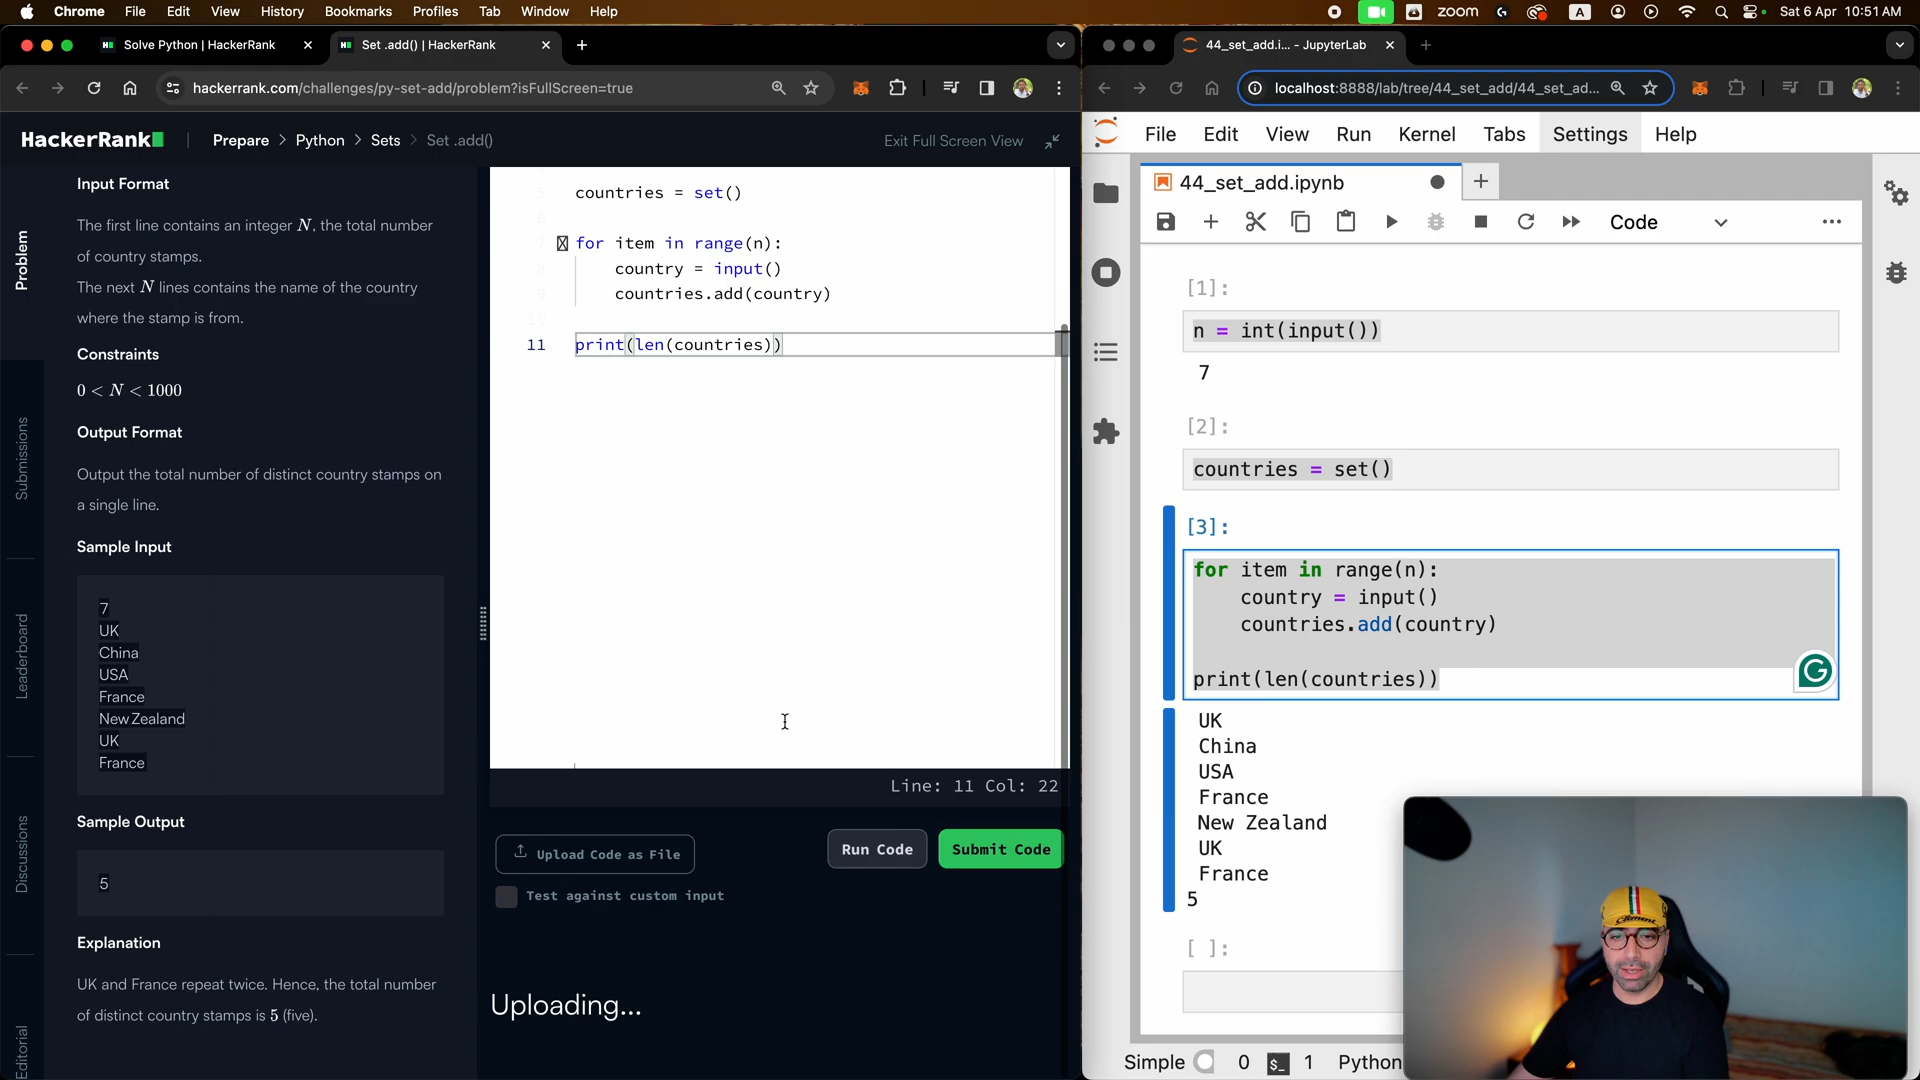 Chrome File Edit View History Bookmarks Profiles Tab Window Help
zoom
A
Sat 6 Apr 10:51 AM
Solve Python | HackerRank
Set .add() | HackerRank
hackerrank.com/challenges/py-set-add/problem?isFullScreen=true
HackerRank
Prepare > Python > Sets > Set .add()
Exit Full Screen View
Problem
Submissions
Leaderboard
Discussions
Editorial
Input Format
The first line contains an integer N, the total number
of country stamps.
The next N lines contains the name of the country
where the stamp is from.
Constraints
0 < N < 1000
Output Format
Output the total number of distinct country stamps on
a single line.
Sample Input
7
UK
China
USA
France
New Zealand
UK
France
Sample Output
5
Explanation
UK and France repeat twice. Hence, the total number
of distinct country stamps is 5 (five).
5 countries = set()
6
7 for item in range(n):
8 country = input()
9 countries.add(country)
10
11 print(len(countries))
Line: 11 Col: 22
Upload Code as File
Run Code
Submit Code
Test against custom input
Uploading...
44_set_add.i... - JupyterLab
localhost:8888/lab/tree/44_set_add/44_set_ad...
File Edit View Run Kernel Tabs Settings Help
44_set_add.ipynb
Code
[1]:
n = int(input())
7
[2]:
countries = set()
[3]:
for item in range(n):
country = input()
countries.add(country)
print(len(countries))
UK
China
USA
France
New Zealand
UK
France
5
[ ]:
Simple 0 $_ 1 Python